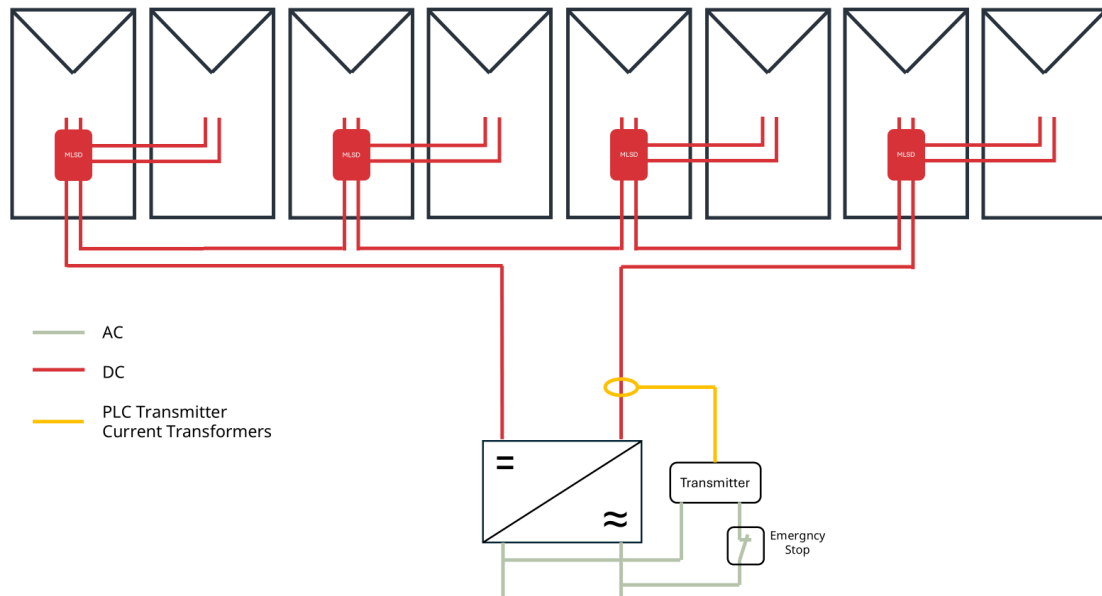 MLSD
MLSD
MLSD
MLSD
AC
DC
PLC Transmitter
Current Transformers
=
≈
Transmitter
Emergncy
Stop